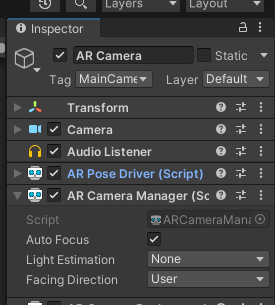 Layers
Layout
Inspector
AR Camera
Static
Tag MainCame
Layer Default
Transform
Camera
Audio Listener
AR Pose Driver (Script)
AR Camera Manager (Sc
Script ARCameraMana
Auto Focus
Light Estimation None
Facing Direction User